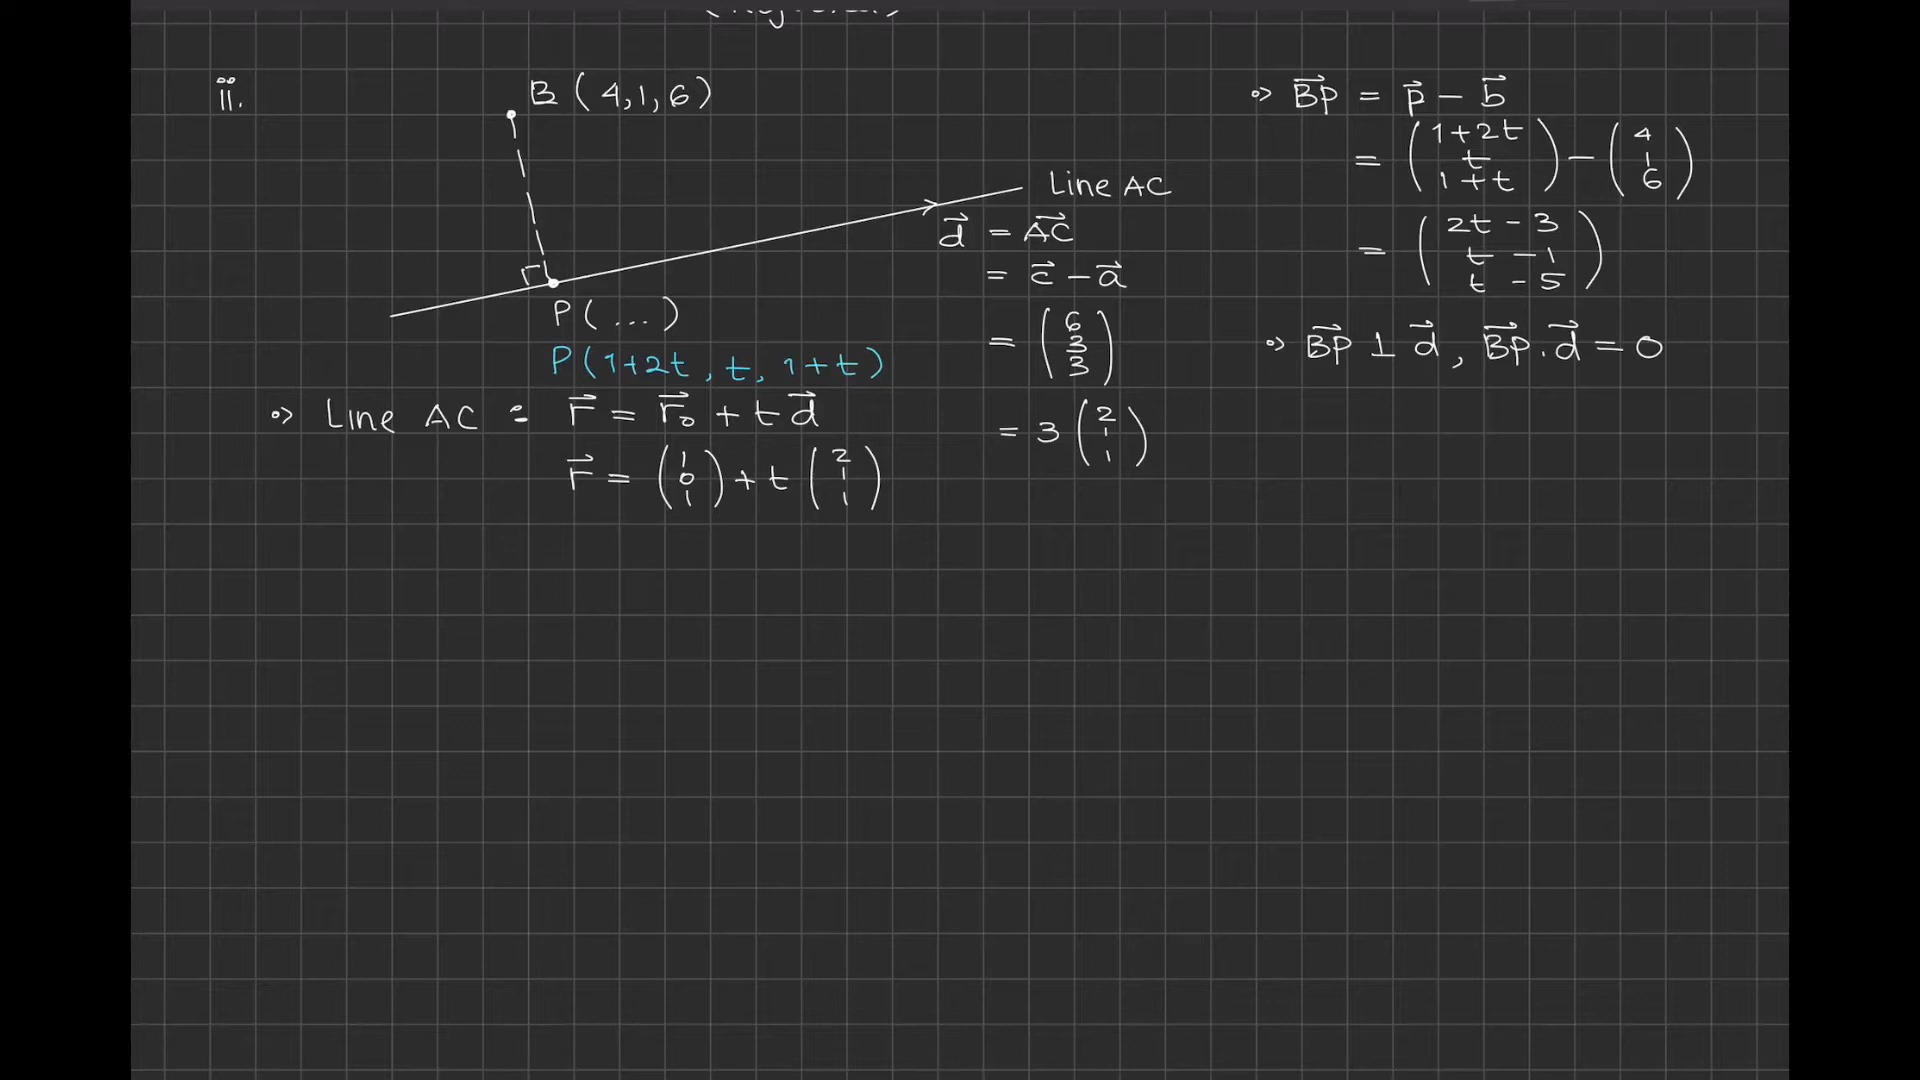 ii.
B (4,1,6)
Line AC
d⃗ = AC⃗
= c⃗ − a⃗
= (6 3 3)
= 3 (2 1 1)
P(...)
P(1+2t, t, 1+t)
∘> Line AC : r⃗ = r⃗₀ + t d⃗
r⃗ = (1 0 1) + t (2 1 1)
∘> BP⃗ = p⃗ − b⃗
= (1+2t t 1+t) − (4 1 6)
= (2t − 3 t − 1 t − 5)
∘> BP⃗ ⊥ d⃗, BP⃗ . d⃗ = 0